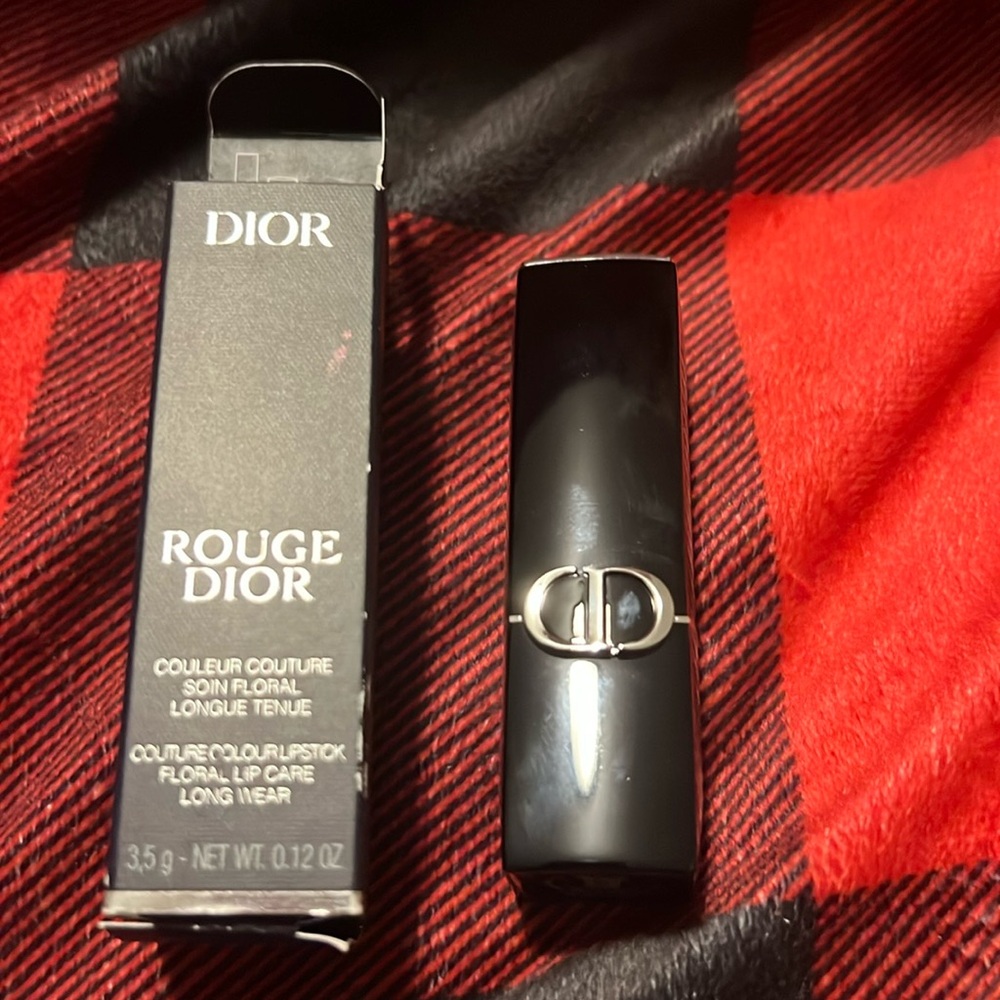 DIOR
ROUGE
DIOR
COULEUR COUTURE
SOIN FLORAL
LONGUE TENUE
COUTURE COLOUR LIPSTICK
FLORAL LIP CARE
LONG WEAR
3,5 g - NET WT. 0.12 OZ
CD